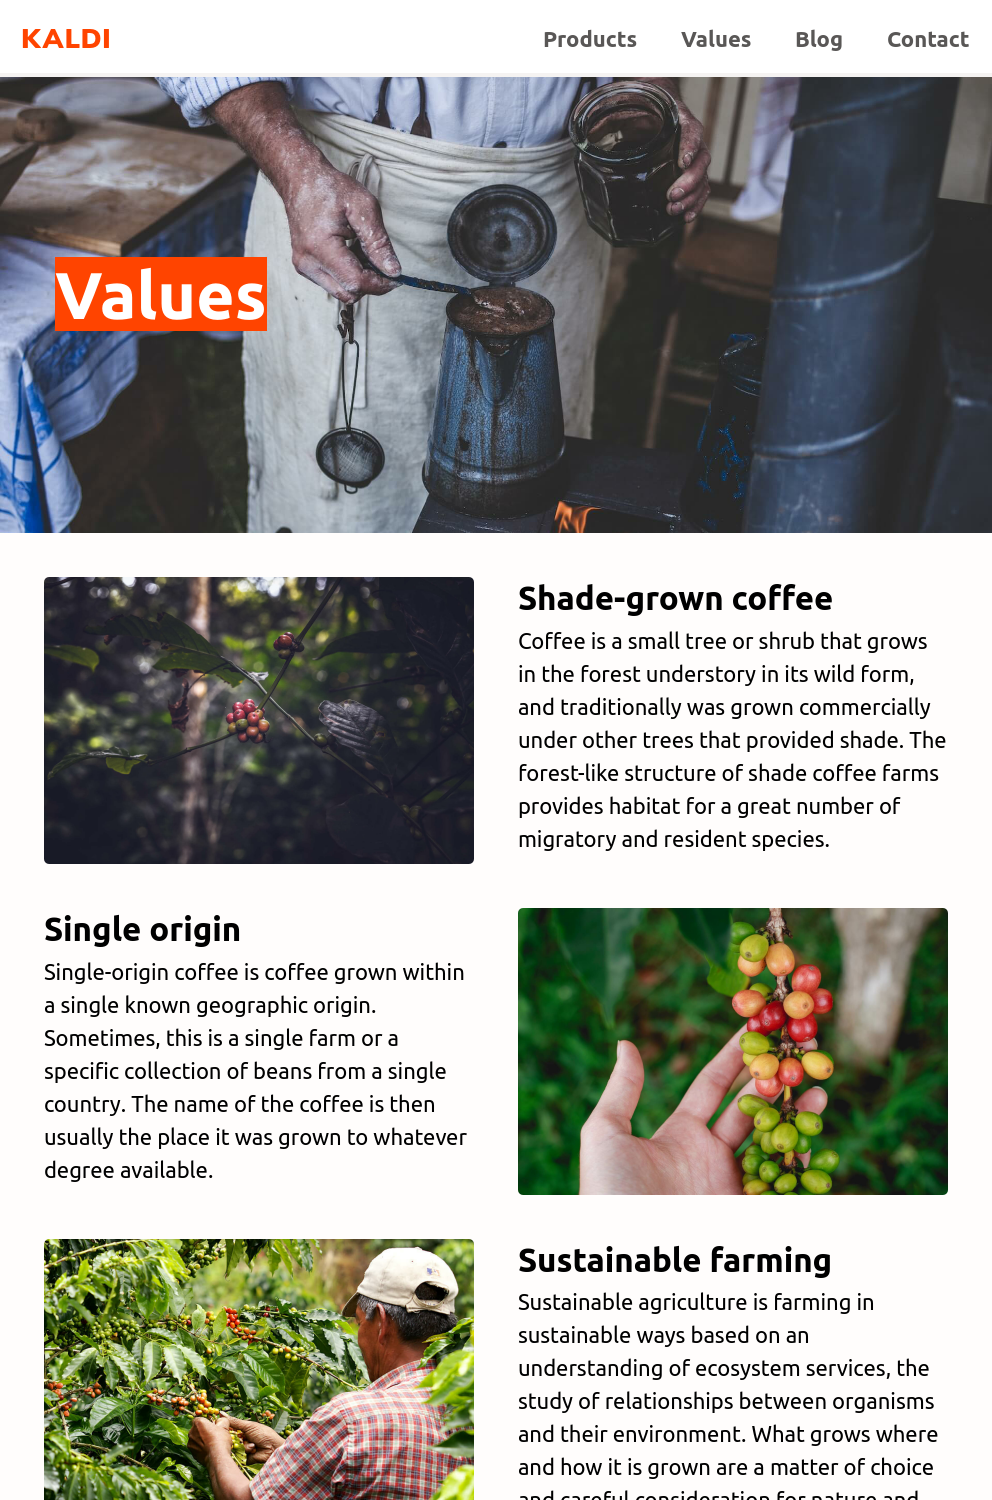 KALDI
Products Values Blog Contact
Values
Shade-grown coffee
Coffee is a small tree or shrub that grows
in the forest understory in its wild form,
and traditionally was grown commercially
under other trees that provided shade. The
forest-like structure of shade coffee farms
provides habitat for a great number of
migratory and resident species.
Single origin
Single-origin coffee is coffee grown within
a single known geographic origin.
Sometimes, this is a single farm or a
specific collection of beans from a single
country. The name of the coffee is then
usually the place it was grown to whatever
degree available.
Sustainable farming
Sustainable agriculture is farming in
sustainable ways based on an
understanding of ecosystem services, the
study of relationships between organisms
and their environment. What grows where
and how it is grown are a matter of choice
and careful consideration for nature and